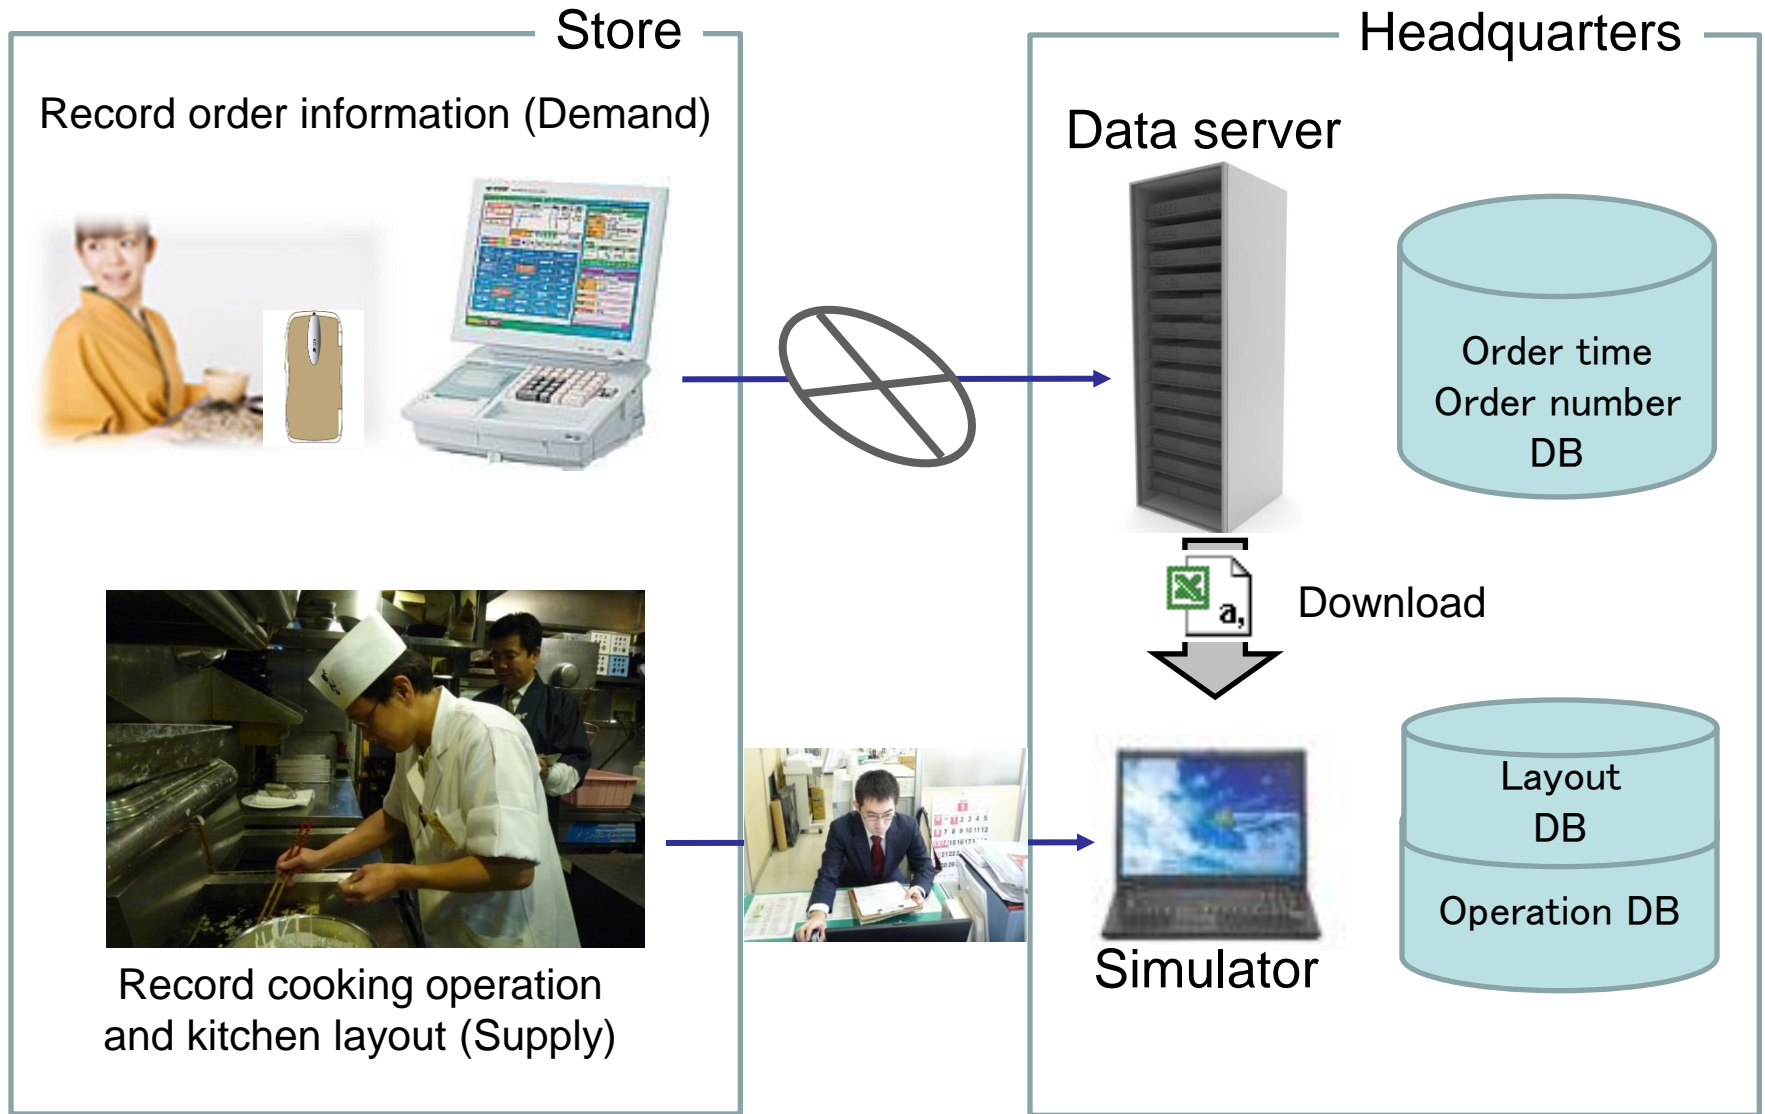 Store
Headquarters
Record order information (Demand)
Data server
Order time
Order number
DB
a,
Download
Layout
DB
Operation DB
Simulator
Record cooking operation
and kitchen layout (Supply)